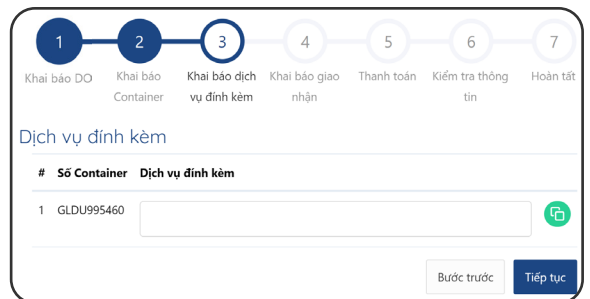 1 2 3 4 5 6 7
Khai báo DO Khai báo Container Khai báo dịch vụ đính kèm Khai báo giao nhận Thanh toán Kiểm tra thông tin Hoàn tất
Dịch vụ đính kèm
# Số Container Dịch vụ đính kèm
1 GLDU995460
Bước trước Tiếp tục